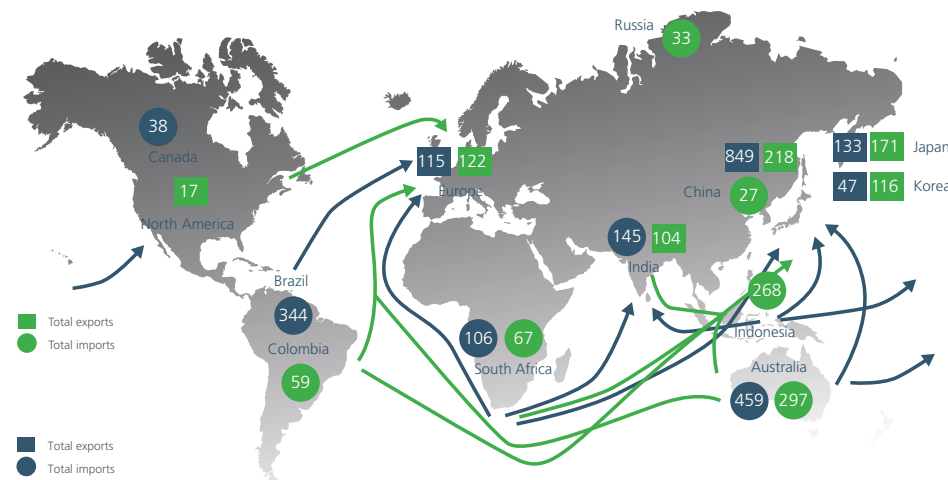 Russia
33
38
Canada
17
North America
115 122
Europe
849 218
China
27
133 171 Japan
47 116 Korea
145 104
India
Brazil
344
Colombia
59
106 67
South Africa
268
Indonesia
Australia
459 297
Total exports
Total imports
Total exports
Total imports